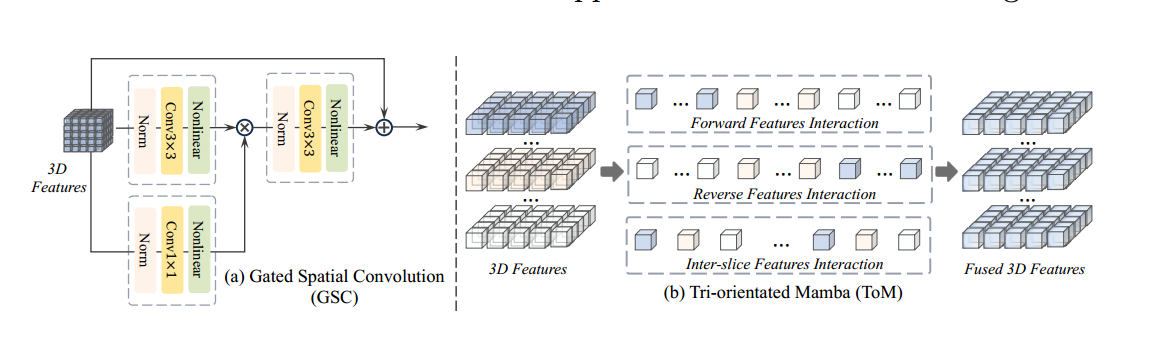 3D
Features
Norm
Conv3×3
Nonlinear
Norm
Conv3×3
Nonlinear
Norm
Conv1×1
Nonlinear
(a) Gated Spatial Convolution
(GSC)
...
...
3D Features
... ...  ...
Forward Features Interaction
... ... ...
Reverse Features Interaction
...
Inter-slice Features Interaction
(b) Tri-orientated Mamba (ToM)
...
...
Fused 3D Features